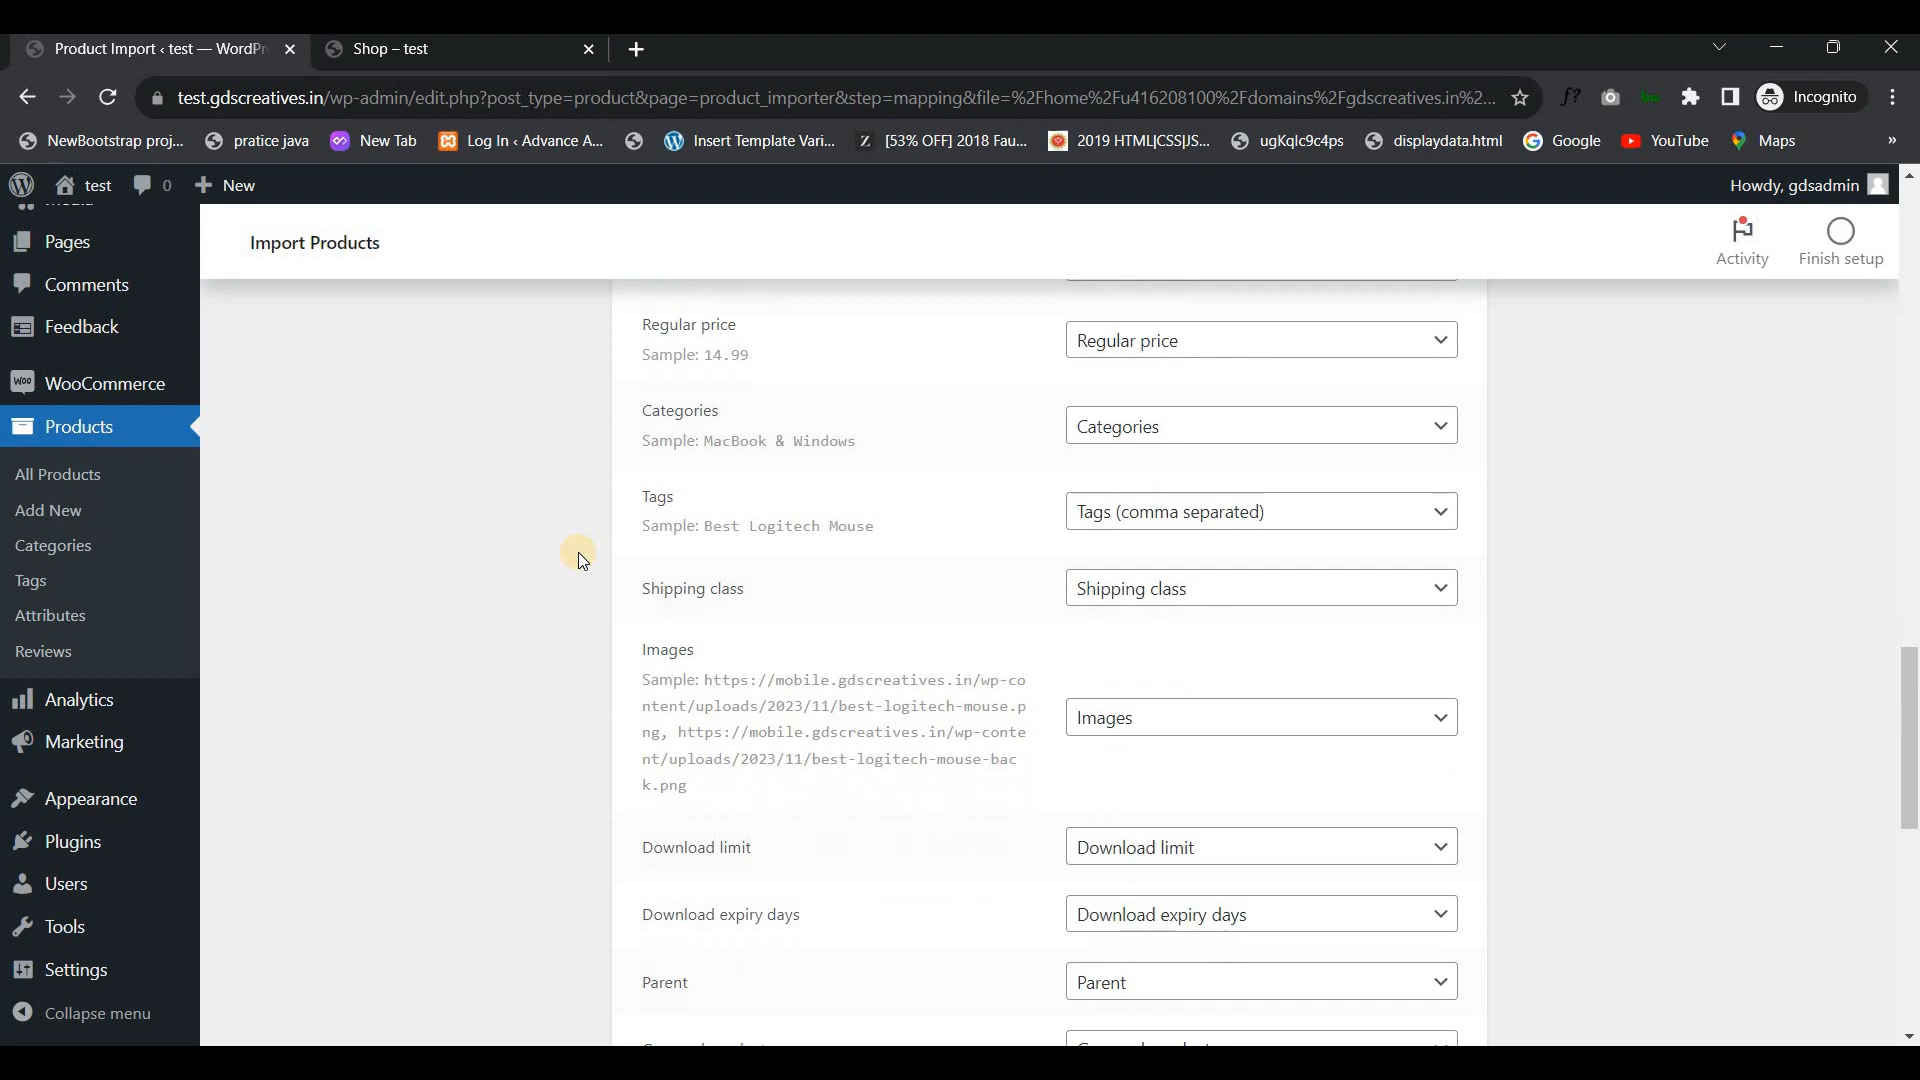 Product Import ‹ test — WordPr
Shop – test
test.gdscreatives.in/wp-admin/edit.php?post_type=product&page=product_importer&step=mapping&file=%2Fhome%2Fu416208100%2Fdomains%2Fgdscreatives.in%2...
Incognito
NewBootstrap proj...
pratice java
New Tab
Log In ‹ Advance A...
Insert Template Vari...
[53% OFF] 2018 Fau...
2019 HTML|CSS|JS...
ugKqlc9c4ps
displaydata.html
Google
YouTube
Maps
»
test
0
New
Howdy, gdsadmin
Pages
Comments
Feedback
WooCommerce
Products
All Products
Add New
Categories
Tags
Attributes
Reviews
Analytics
Marketing
Appearance
Plugins
Users
Tools
Settings
Collapse menu
Import Products
Activity
Finish setup
Regular price
Sample: 14.99
Regular price
Categories
Sample: MacBook & Windows
Categories
Tags
Sample: Best Logitech Mouse
Tags (comma separated)
Shipping class
Shipping class
Images
Sample: https://mobile.gdscreatives.in/wp-co
ntent/uploads/2023/11/best-logitech-mouse.p
ng, https://mobile.gdscreatives.in/wp-conte
nt/uploads/2023/11/best-logitech-mouse-bac
k.png
Images
Download limit
Download limit
Download expiry days
Download expiry days
Parent
Parent